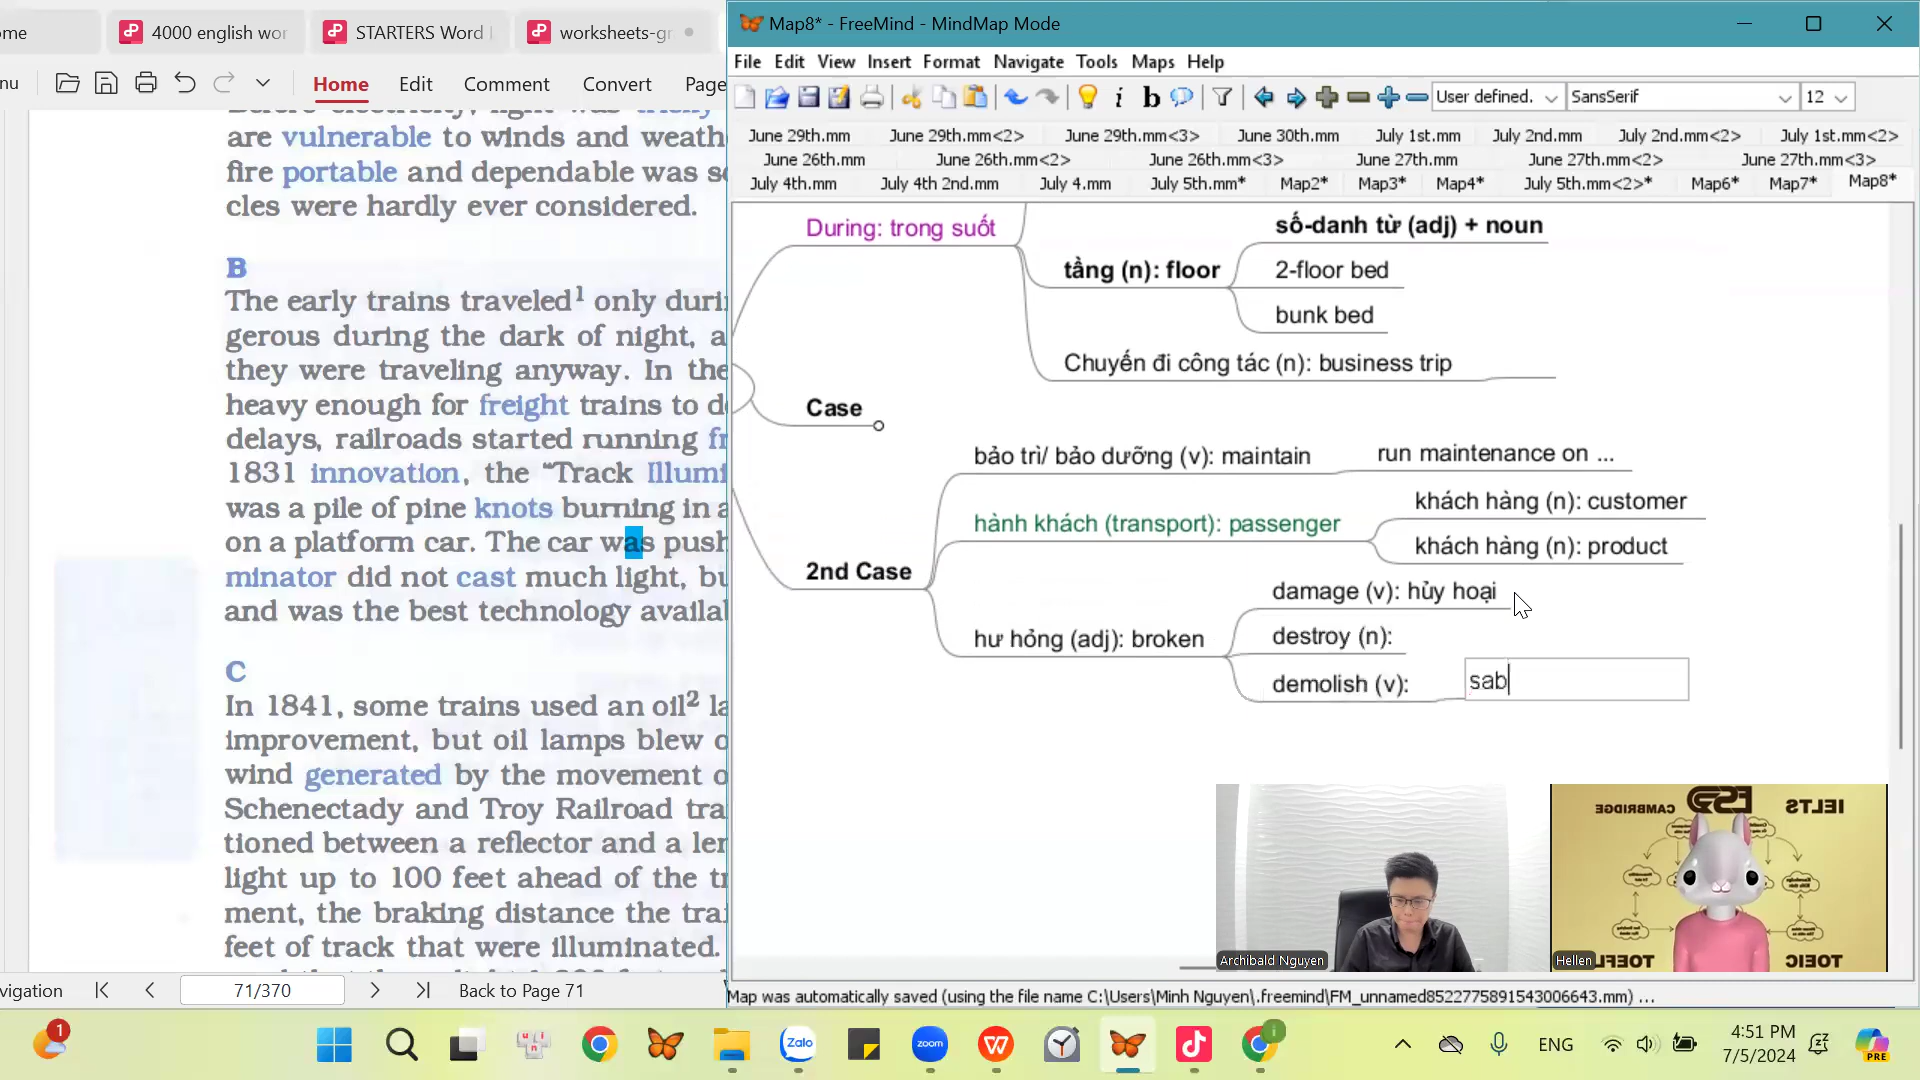 ome
4000 english wor
STARTERS Word
worksheets-gr
nu
Home
Edit
Comment
Convert
Page
are vulnerable to winds and weath
fire portable and dependable was so
cles were hardly ever considered.
B
The early trains traveled¹ only duri
gerous during the dark of night, a
they were traveling anyway. In the
heavy enough for freight trains to d
delays, railroads started running fr
1831 innovation, the “Track Illumi
was a pile of pine knots burning in a
on a platform car. The car was push
minator did not cast much light, bu
and was the best technology availa
C
In 1841, some trains used an oil² la
improvement, but oil lamps blew o
wind generated by the movement o
Schenectady and Troy Railroad tra
tioned between a reflector and a len
light up to 100 feet ahead of the tr
ment, the braking distance the trai
feet of track that were illuminated.
vigation
71/370
Back to Page 71
Map8* - FreeMind - MindMap Mode
File Edit View Insert Format Navigate Tools Maps Help
User defined.
SansSerif
12
June 29th.mm June 29th.mm<2> June 29th.mm<3> June 30th.mm July 1st.mm July 2nd.mm July 2nd.mm<2> July 1st.mm<2>
June 26th.mm June 26th.mm<2> June 26th.mm<3> June 27th.mm June 27th.mm<2> June 27th.mm<3>
July 4th.mm July 4th 2nd.mm July 4.mm July 5th.mm* Map2* Map3* Map4* July 5th.mm<2>* Map6* Map7* Map8*
During: trong suốt
số-danh từ (adj) + noun
tầng (n): floor
2-floor bed
bunk bed
Chuyến đi công tác (n): business trip
Case
bảo trì/ bảo dưỡng (v): maintain
run maintenance on ...
hành khách (transport): passenger
khách hàng (n): customer
khách hàng (n): product
2nd Case
hư hỏng (adj): broken
damage (v): hủy hoại
destroy (n):
demolish (v):
sab
Archibald Nguyen
Hellen
CAMBRIDGE
IELTS
TOEFL
TOEIC
Map was automatically saved (using the file name C:\Users\Minh Nguyen\.freemind\FM_unnamed8522775891543006643.mm) ...
1
Zalo
zoom
ENG
4:51 PM
7/5/2024
PRE